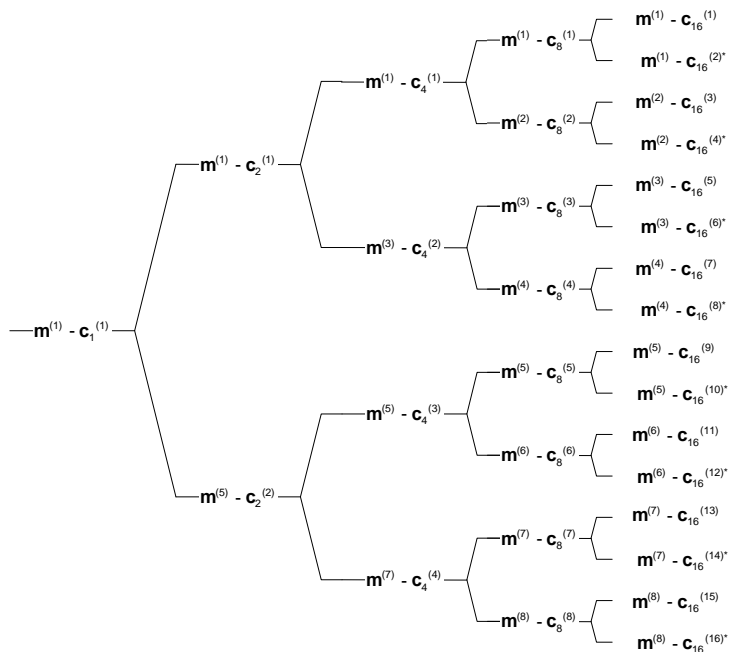 m(1) - c16(1)
m(1) - c8(1)
m(1) - c16(2)*
m(1) - c4(1)
m(2) - c16(3)
m(2) - c8(2)
m(2) - c16(4)*
m(1) - c2(1)
m(3) - c16(5)
m(3) - c8(3)
m(3) - c16(6)*
m(3) - c4(2)
m(4) - c16(7)
m(4) - c8(4)
m(4) - c16(8)*
m(1) - c1(1)
m(5) - c16(9)
m(5) - c8(5)
m(5) - c16(10)*
m(5) - c4(3)
m(6) - c16(11)
m(6) - c8(6)
m(6) - c16(12)*
m(5) - c2(2)
m(7) - c16(13)
m(7) - c8(7)
m(7) - c16(14)*
m(7) - c4(4)
m(8) - c16(15)
m(8) - c8(8)
m(8) - c16(16)*